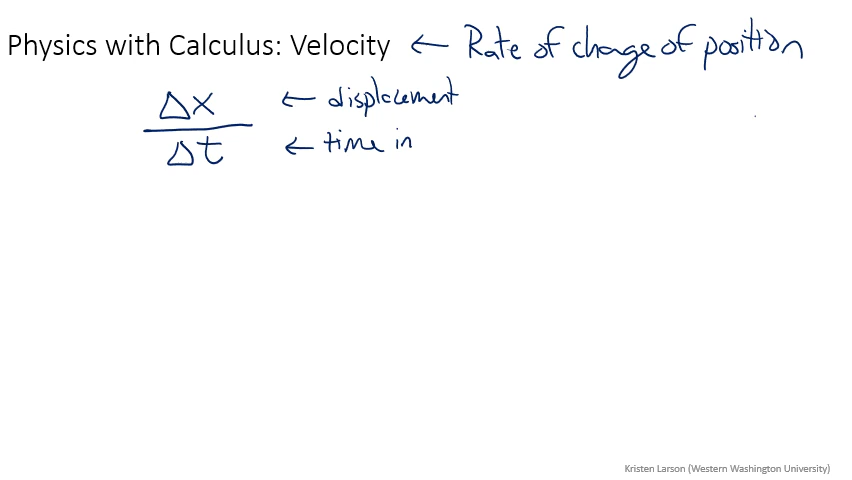 Physics with Calculus: Velocity ← Rate of change of position
Δx ← displacement
Δt ← time in
Kristen Larson (Western Washington University)